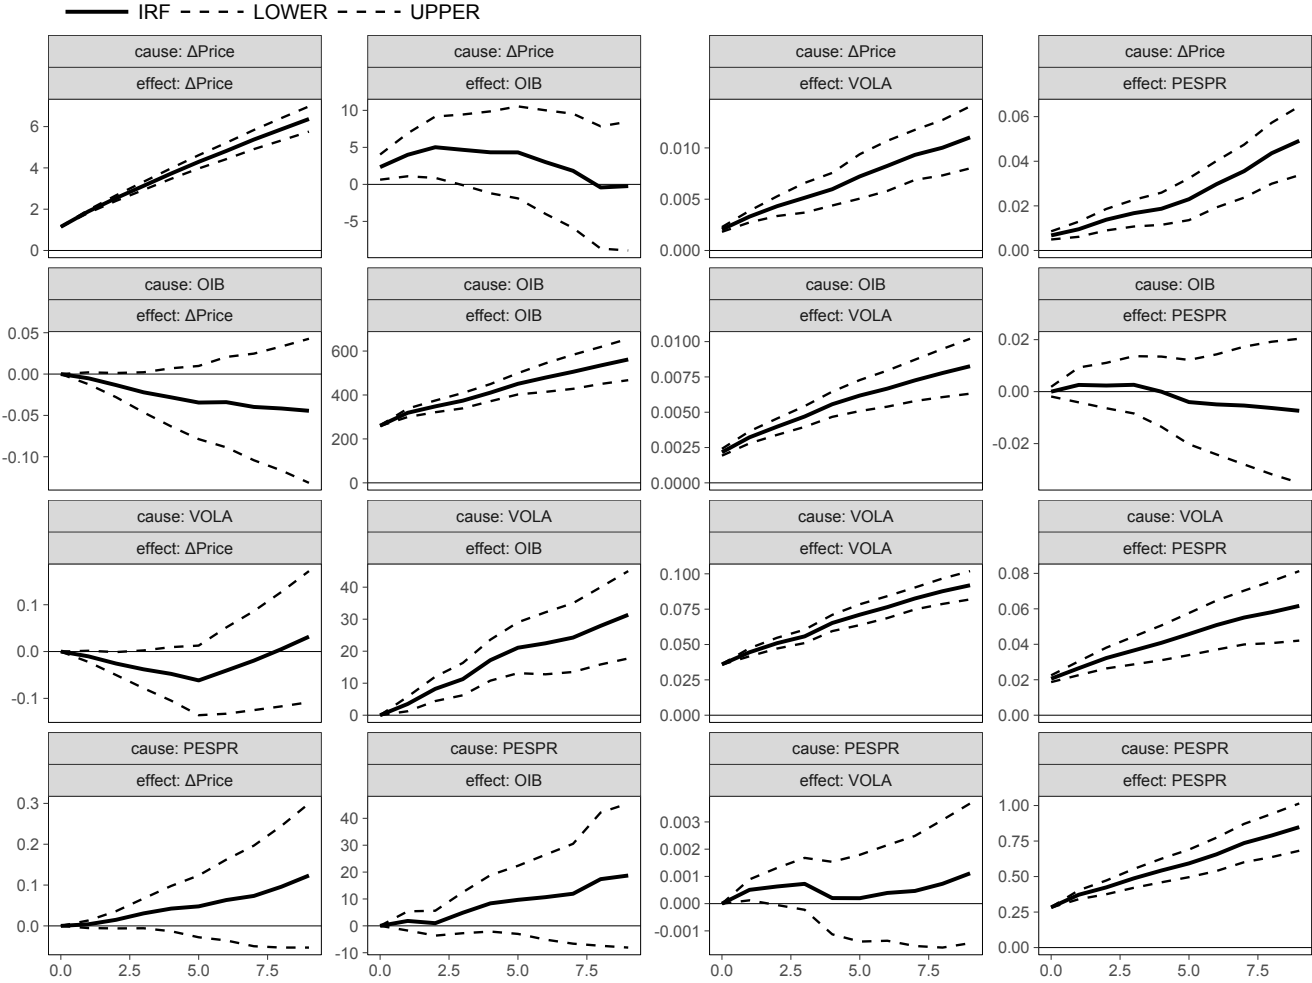 IRF LOWER UPPER
cause: ΔPrice cause: ΔPrice cause: ΔPrice cause: ΔPrice
effect: ΔPrice effect: OIB effect: VOLA effect: PESPR
6 4 2 0
10 5 0 -5
0.010 0.005 0.000
0.06 0.04 0.02 0.00
cause: OIB cause: OIB cause: OIB cause: OIB
effect: ΔPrice effect: OIB effect: VOLA effect: PESPR
0.05 0.00 -0.05 -0.10
600 400 200 0
0.0100 0.0075 0.0050 0.0025 0.0000
0.02 0.00 -0.02
cause: VOLA cause: VOLA cause: VOLA cause: VOLA
effect: ΔPrice effect: OIB effect: VOLA effect: PESPR
0.1 0.0 -0.1
40 30 20 10 0
0.100 0.075 0.050 0.025 0.000
0.08 0.06 0.04 0.02 0.00
cause: PESPR cause: PESPR cause: PESPR cause: PESPR
effect: ΔPrice effect: OIB effect: VOLA effect: PESPR
0.3 0.2 0.1 0.0
40 30 20 10 0 -10
0.003 0.002 0.001 0.000 -0.001
1.00 0.75 0.50 0.25 0.00
0.0 2.5 5.0 7.5 0.0 2.5 5.0 7.5 0.0 2.5 5.0 7.5 0.0 2.5 5.0 7.5